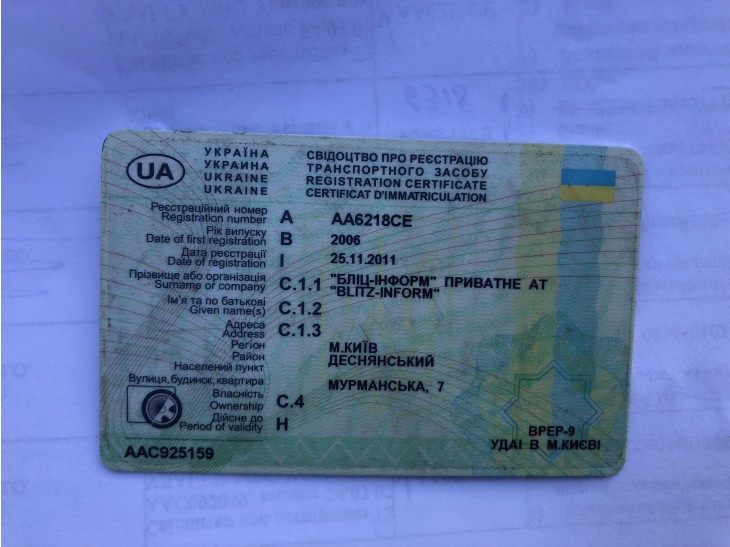 UA
УКРАЇНА
УКРАИНА
UKRAINE
UKRAINE
СВІДОЦТВО ПРО РЕЄСТРАЦІЮ
ТРАНСПОРТНОГО ЗАСОБУ
REGISTRATION CERTIFICATE
CERTIFICAT D'IMMATRICULATION
Реєстраційний номер
Registration number A AA6218CE
Рік випуску
Date of first registration B 2006
Дата реєстрації
Date of registration I 25.11.2011
Прізвище або організація
Surname of company C.1.1 "БЛІЦ-ІНФОРМ" ПРИВАТНЕ АТ
"BLITZ-INFORM"
Ім'я та по батькові
Given name(s) C.1.2
Адреса
Address C.1.3
Регіон М.КИЇВ
Район ДЕСНЯНСЬКИЙ
Населений пункт
Вулиця, будинок, квартира МУРМАНСЬКА, 7
Власність
Ownership C.4
Дійсне до
Period of validity H
ВРЕР-9
УДАІ В М.КИЄВІ
ААС925159